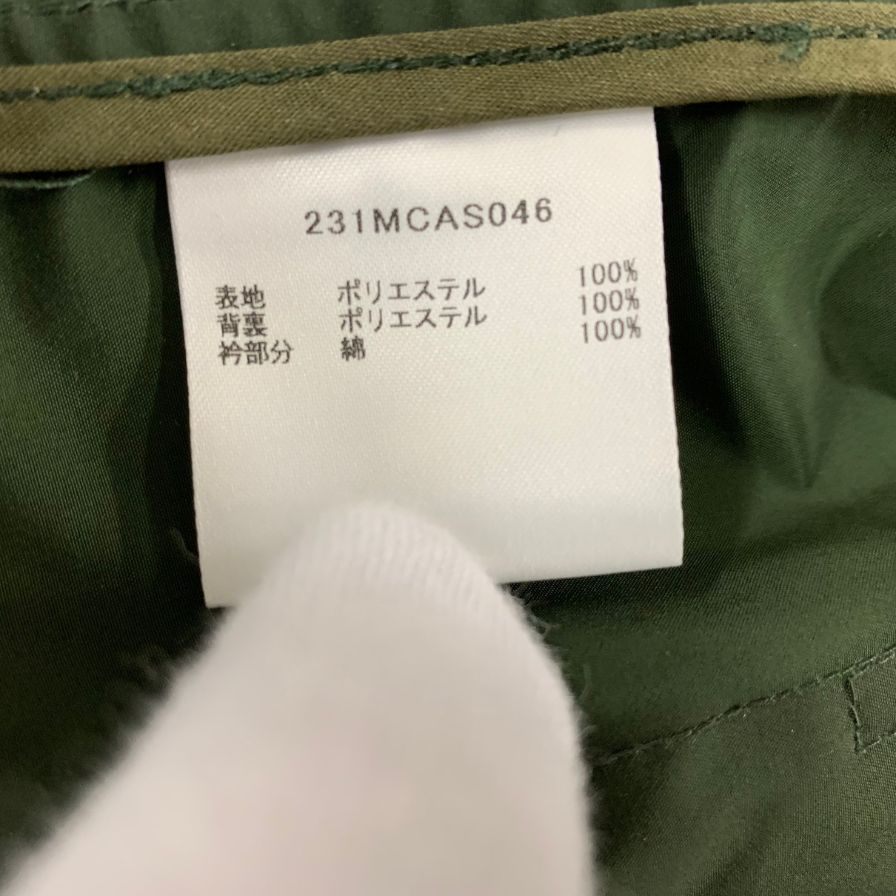 231MCAS046
表地 ポリエステル 100%
背裏 ポリエステル 100%
衿部分 綿 100%